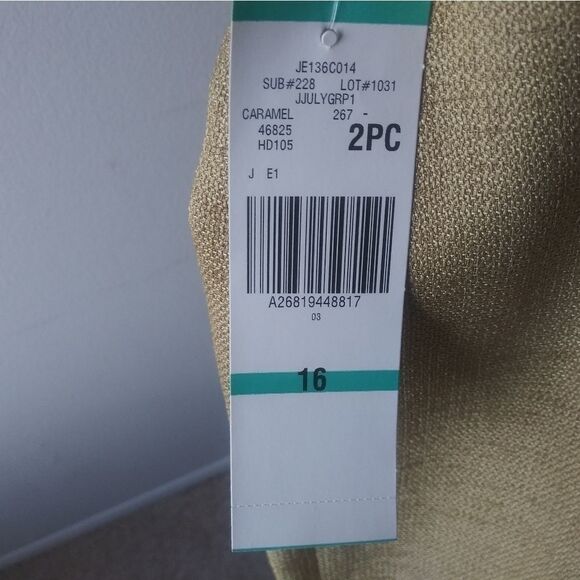 JE136C014
SUB#228 LOT#1031
JJULYGRP1
CARAMEL 267 -
46825
HD105 2PC
J E1
A26819448817
03
16